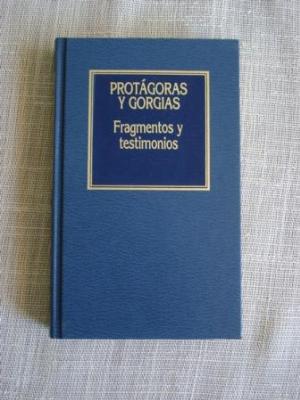 PROTÁGORAS
Y GORGIAS
Fragmentos y
testimonios